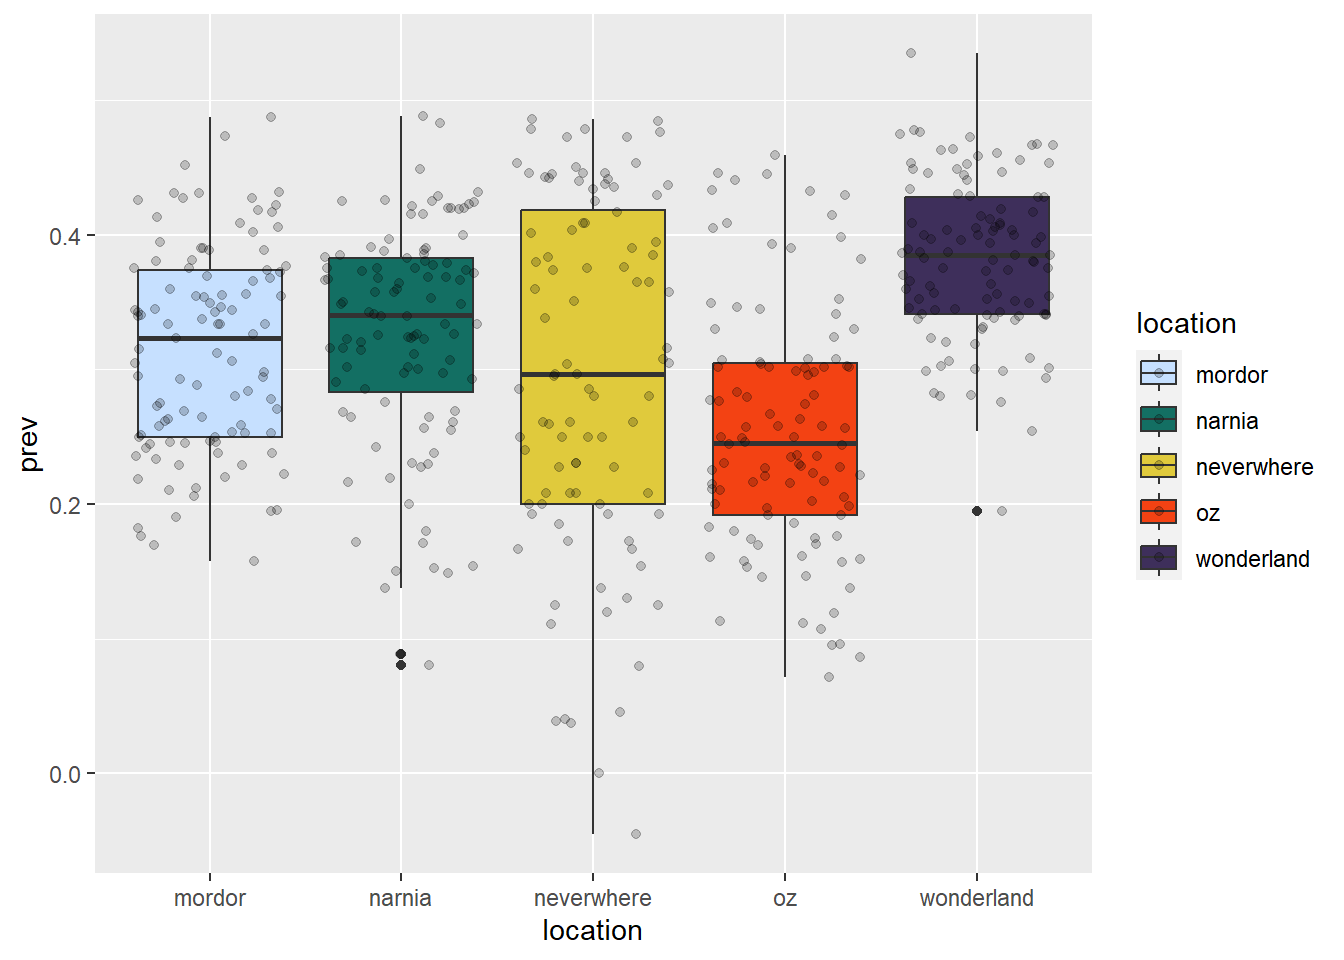 prev
0.4
0.2
0.0
mordor
narnia
neverwhere
oz
wonderland
location
location
mordor
narnia
neverwhere
oz
wonderland